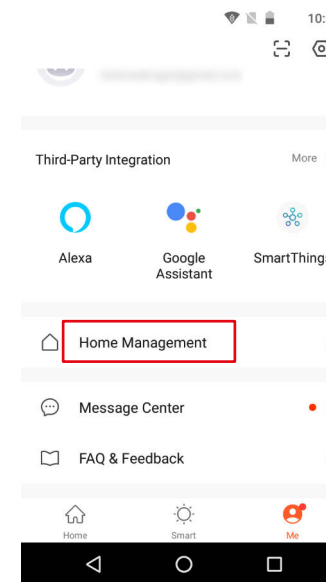 10:
Third-Party Integration
More
Alexa
Google
Assistant
SmartThings
Home Management
Message Center
FAQ & Feedback
Home
Smart
Me